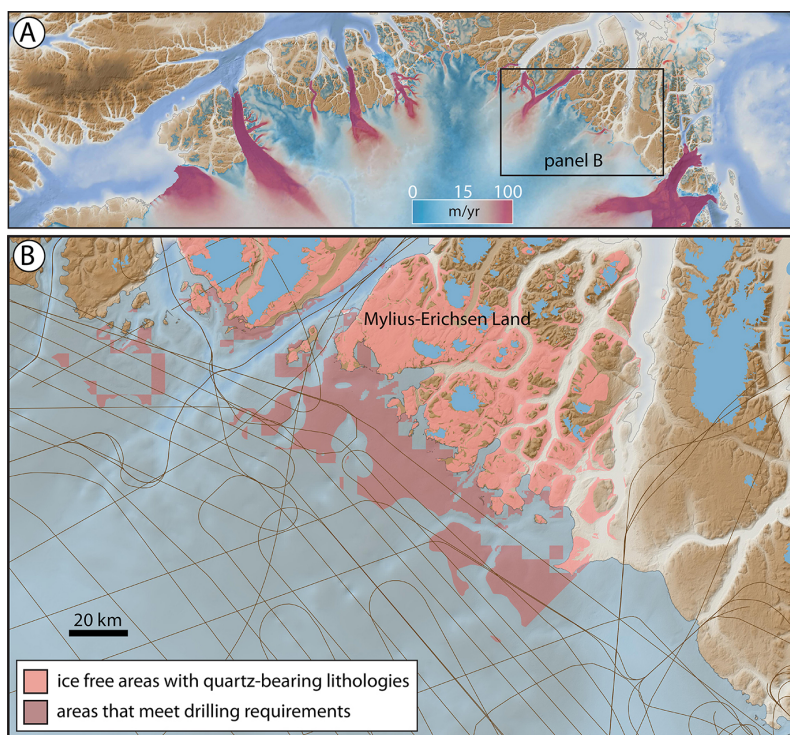 A
panel B
0 15 100
m/yr
B
Mylius-Erichsen Land
20 km
ice free areas with quartz-bearing lithologies
areas that meet drilling requirements